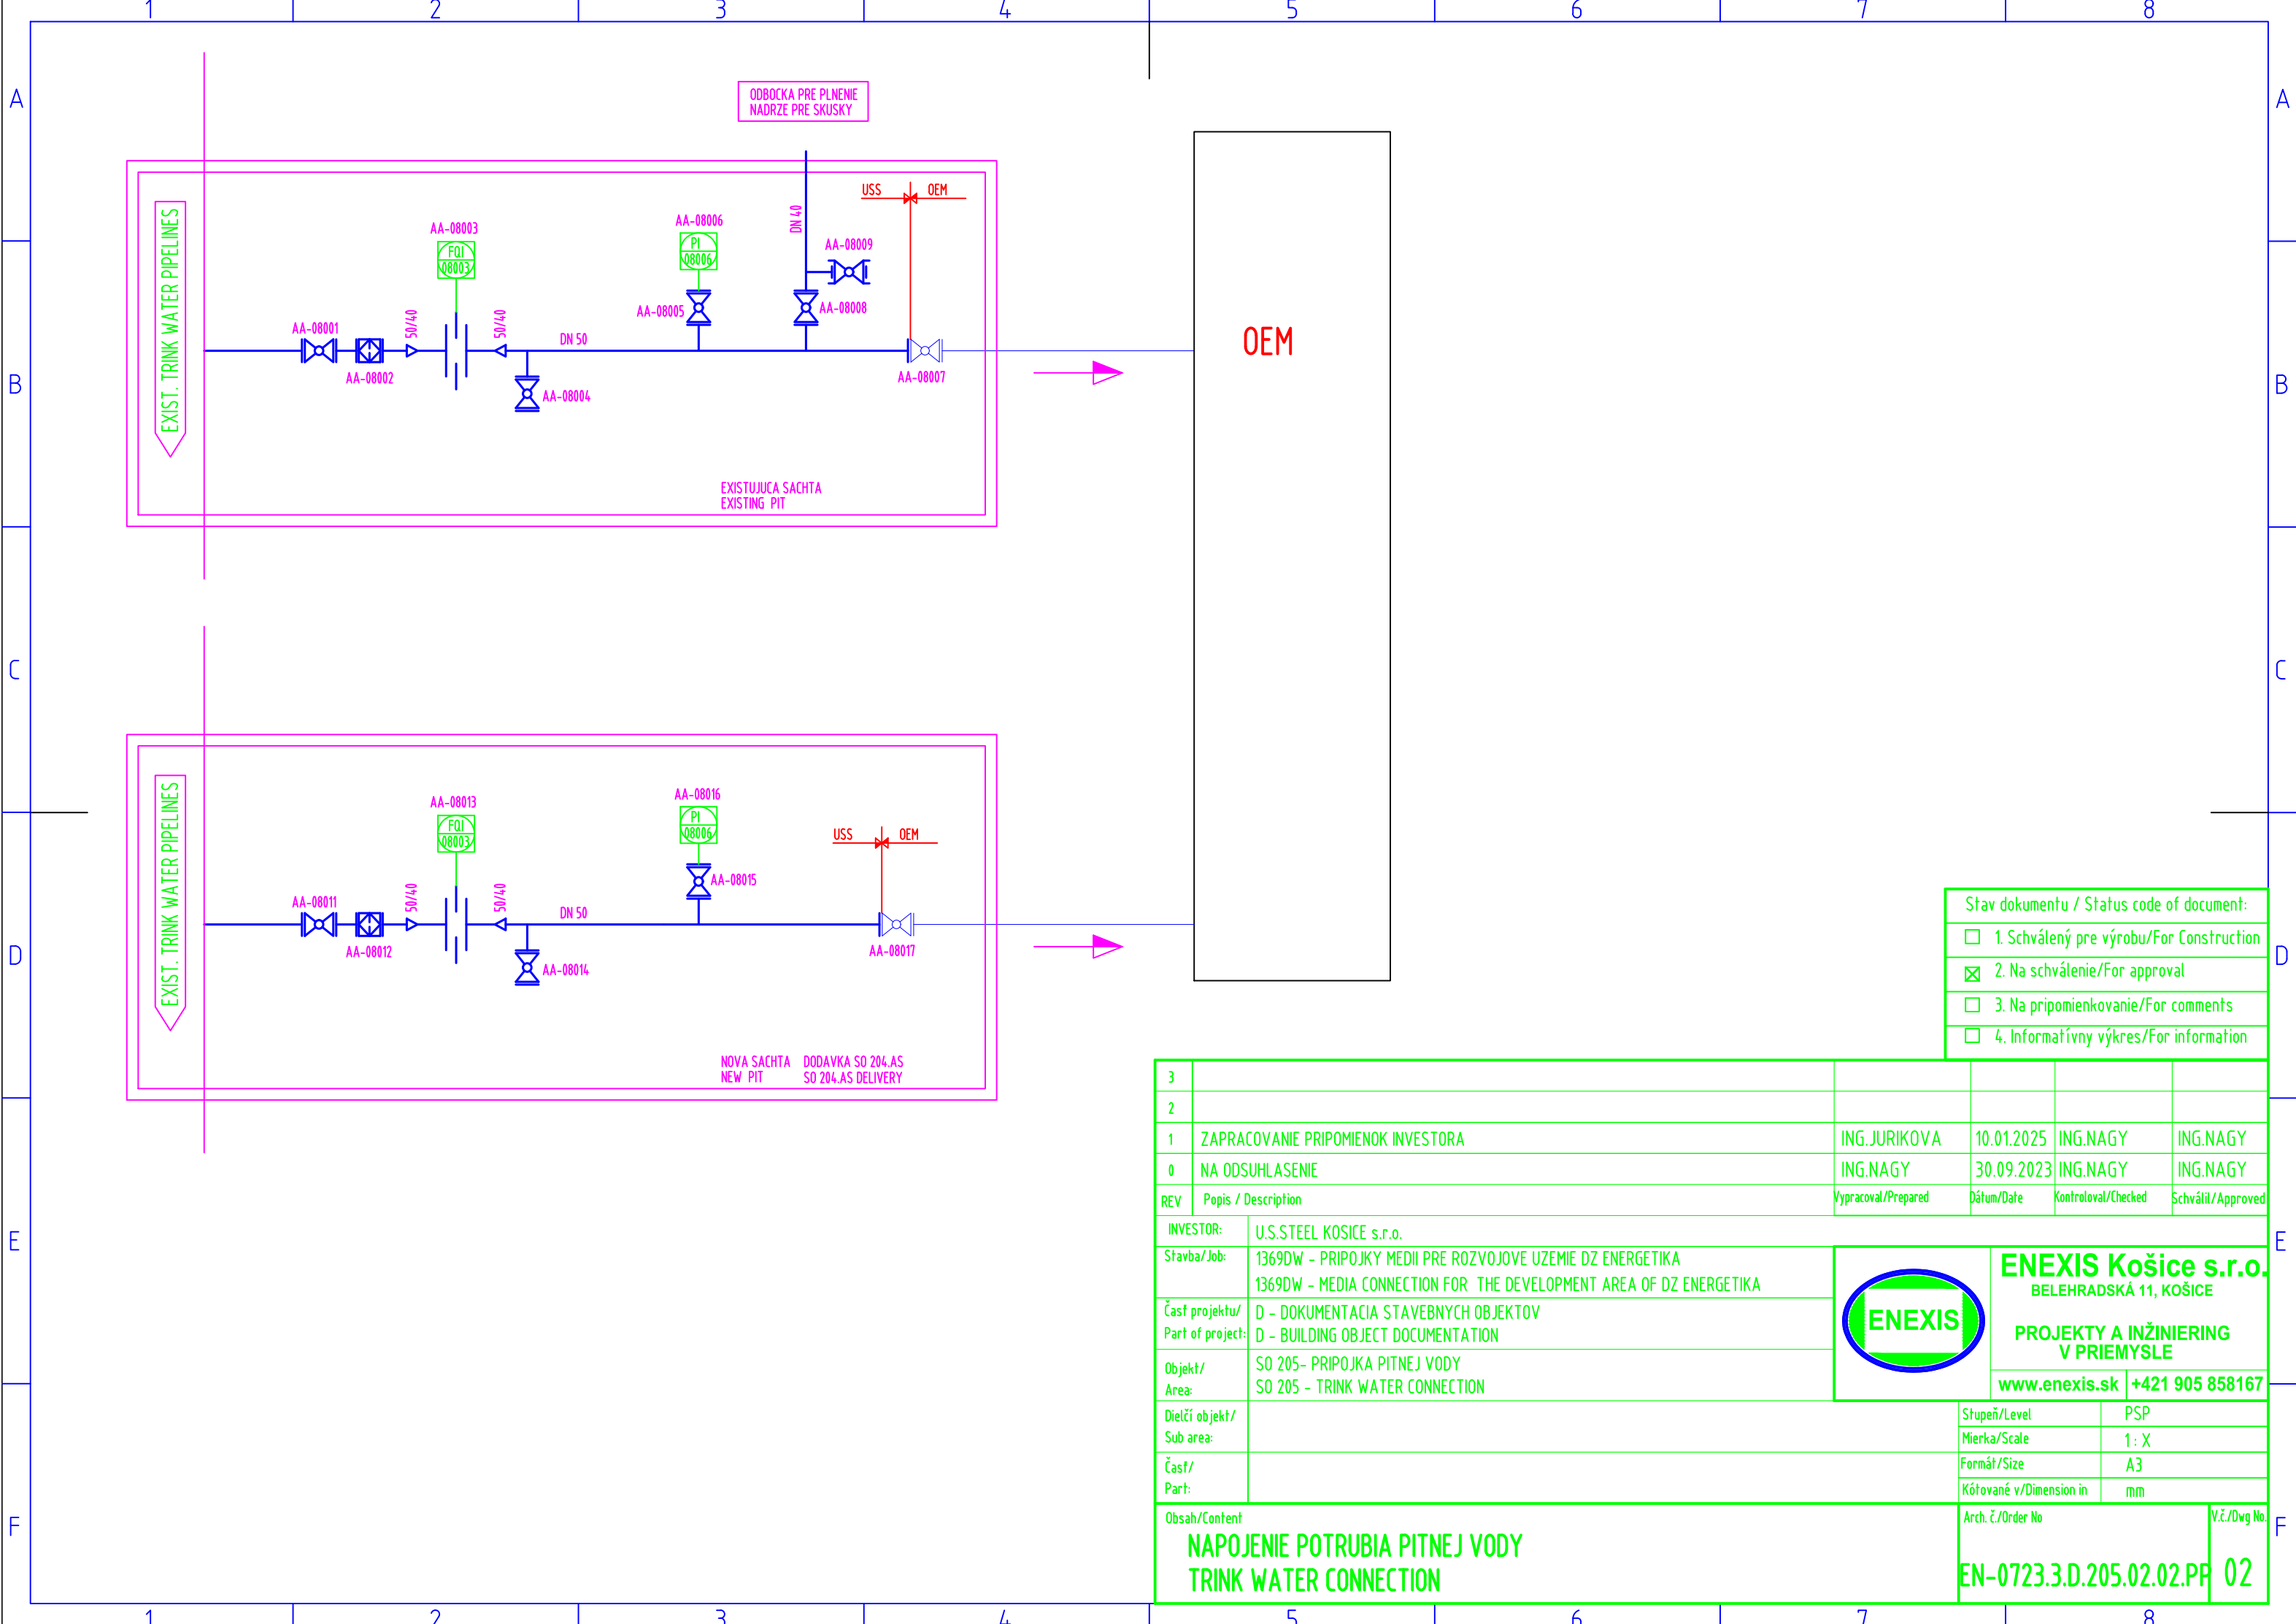 1 2 3 4 5 6 7 8
A A
ODBOCKA PRE PLNENIE
NADRZE PRE SKUSKY
EXIST. TRINK WATER PIPELINES
USS OEM
DN 40
AA-08003
FQI
08003
AA-08006
PI
08006
AA-08009
AA-08005
AA-08008
AA-08001
50/40
50/40
DN 50
AA-08002
AA-08007
AA-08004
OEM
B B
EXISTUJUCA SACHTA
EXISTING PIT
C C
EXIST. TRINK WATER PIPELINES
AA-08013
FQI
08003
AA-08016
PI
08006
USS OEM
AA-08015
AA-08011
50/40
50/40
DN 50
AA-08012
AA-08017
AA-08014
D D
NOVA SACHTA DODAVKA SO 204.AS
NEW PIT SO 204.AS DELIVERY
Stav dokumentu / Status code of document:
1. Schválený pre výrobu/For Construction
2. Na schválenie/For approval
3. Na pripomienkovanie/For comments
4. Informatívny výkres/For information
3
2
1 ZAPRACOVANIE PRIPOMIENOK INVESTORA ING.JURIKOVA 10.01.2025 ING.NAGY ING.NAGY
0 NA ODSUHLASENIE ING.NAGY 30.09.2023 ING.NAGY ING.NAGY
REV Popis / Description Vypracoval/Prepared Dátum/Date Kontroloval/Checked Schválil/Approved
E E
INVESTOR: U.S.STEEL KOSICE s.r.o.
Stavba/Job: 1369DW - PRIPOJKY MEDII PRE ROZVOJOVE UZEMIE DZ ENERGETIKA
1369DW - MEDIA CONNECTION FOR THE DEVELOPMENT AREA OF DZ ENERGETIKA
Časť projektu/ D - DOKUMENTACIA STAVEBNYCH OBJEKTOV
Part of project: D - BUILDING OBJECT DOCUMENTATION
Objekt/ SO 205- PRIPOJKA PITNEJ VODY
Area: SO 205 - TRINK WATER CONNECTION
ENEXIS
ENEXIS Košice s.r.o.
BELEHRADSKÁ 11, KOŠICE
PROJEKTY A INŽINIERING
V PRIEMYSLE
www.enexis.sk +421 905 858167
Dielčí objekt/
Sub area:
Časť/
Part:
Stupeň/Level PSP
Mierka/Scale 1 : X
Formát/Size A3
Kótované v/Dimension in mm
F F
Obsah/Content
NAPOJENIE POTRUBIA PITNEJ VODY
TRINK WATER CONNECTION
Arch. č./Order No
EN-0723.3.D.205.02.02.PP
V.č./Dwg No.
02
1 2 3 4 5 6 7 8